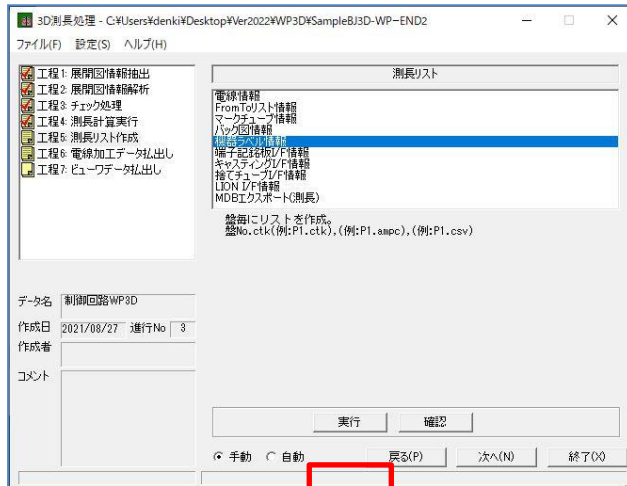 3D測長処理 - C:¥Users¥denki¥Desktop¥Ver2022¥WP3D¥SampleBJ3D-WP-END2
ファイル(F) 設定(S) ヘルプ(H)
工程1: 展開図情報抽出
工程2: 展開図情報解析
工程3: チェック処理
工程4: 測長計算実行
工程5: 測長リスト作成
工程6: 電線加工データ払出し
工程7: ビューワデータ払出し
測長リスト
電線情報
FromToリスト情報
マークチューブ情報
バック図情報
機器ラベル情報
端子記銘板I/F情報
キャスティングI/F情報
捨てチューブI/F情報
LION I/F情報
MDBエクスポート(測長)
盤毎にリストを作成。
盤No.ctk(例:P1.ctk),(例:P1.ampc),(例:P1.csv)
データ名 制御回路WP3D
作成日 2021/08/27 進行No 3
作成者
コメント
実行 確認
手動 自動 戻る(P) 次へ(N) 終了(X)